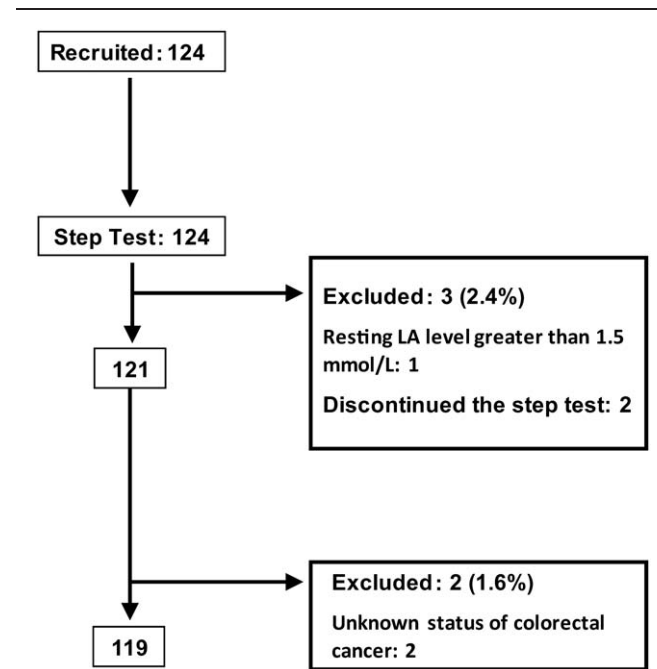 Recruited: 124
Step Test: 124
Excluded: 3 (2.4%)
Resting LA level greater than 1.5
mmol/L: 1
Discontinued the step test: 2
121
Excluded: 2 (1.6%)
Unknown status of colorectal
cancer: 2
119